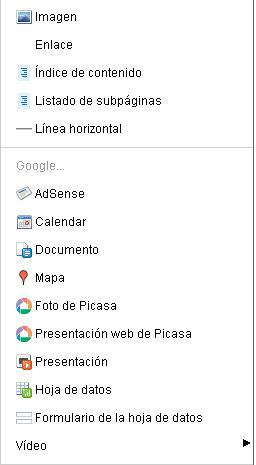 Imagen
Enlace
Índice de contenido
Listado de subpáginas
Línea horizontal
Google...
AdSense
Calendar
Documento
Mapa
Foto de Picasa
Presentación web de Picasa
Presentación
Hoja de datos
Formulario de la hoja de datos
Vídeo